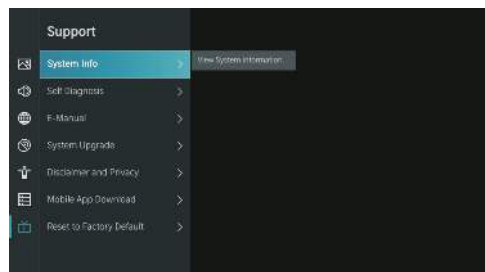 Support
System Info
View System Information.
Self Diagnosis
E-Manual
System Upgrade
Disclaimer and Privacy
Mobile App Download
Reset to Factory Default